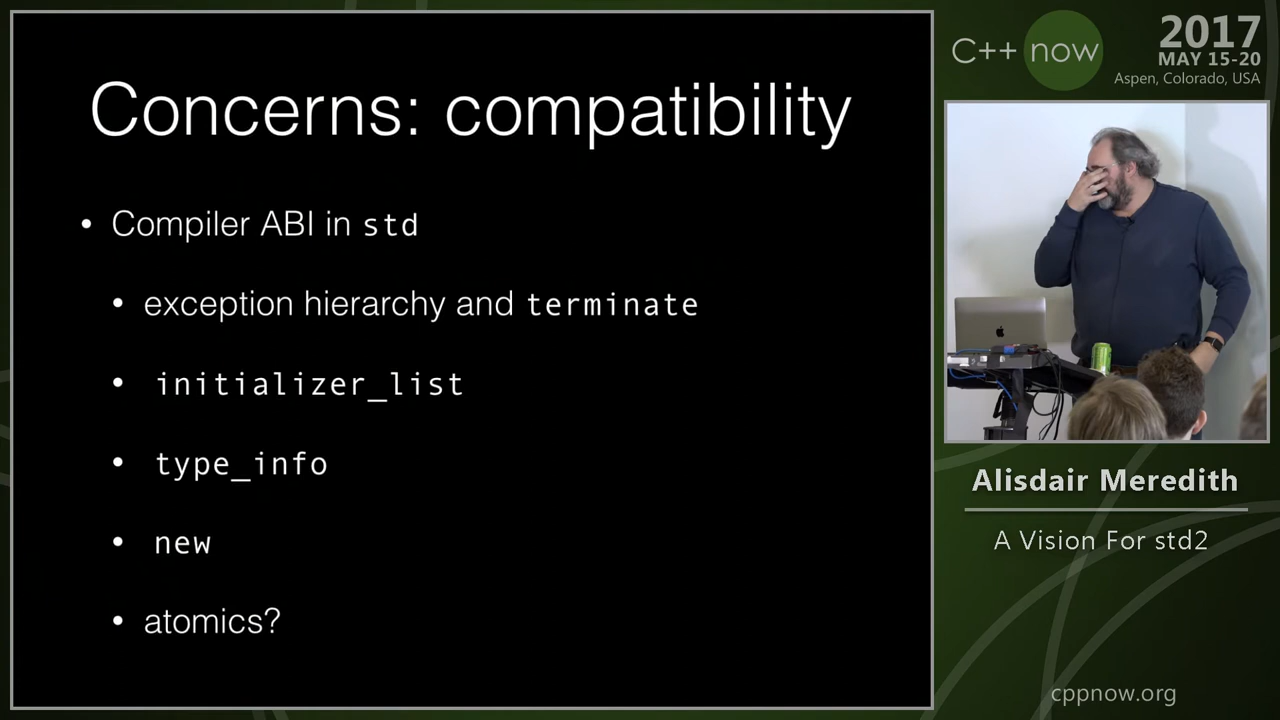 Concerns: compatibility
• Compiler ABI in std
• exception hierarchy and terminate
• initializer_list
• type_info
• new
• atomics?
C++ now
2017
MAY 15-20
Aspen, Colorado, USA
Alisdair Meredith
A Vision For std2
cppnow.org